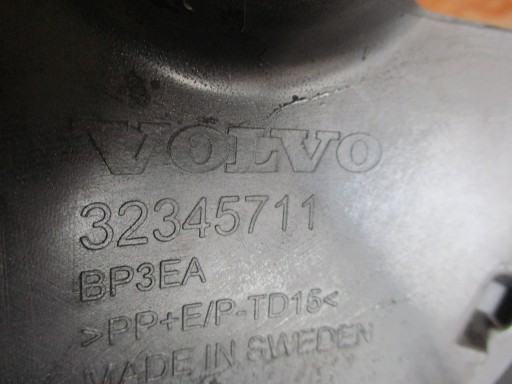 VOLVO
32345711
BP3EA
>PP+E/P-TD15<
MADE IN SWEDEN